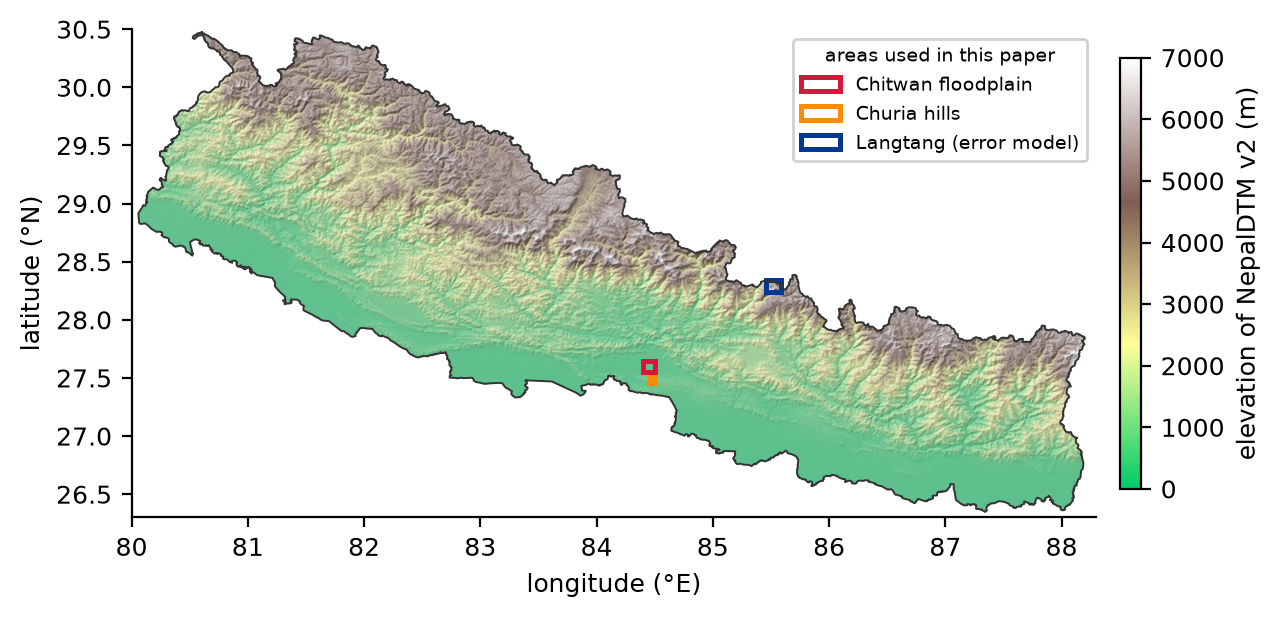 areas used in this paper
Chitwan floodplain
Churia hills
Langtang (error model)
30.5
30.0
29.5
29.0
28.5
28.0
27.5
27.0
26.5
latitude (°N)
80 81 82 83 84 85 86 87 88
longitude (°E)
7000
6000
5000
4000
3000
2000
1000
0
elevation of NepalDTM v2 (m)